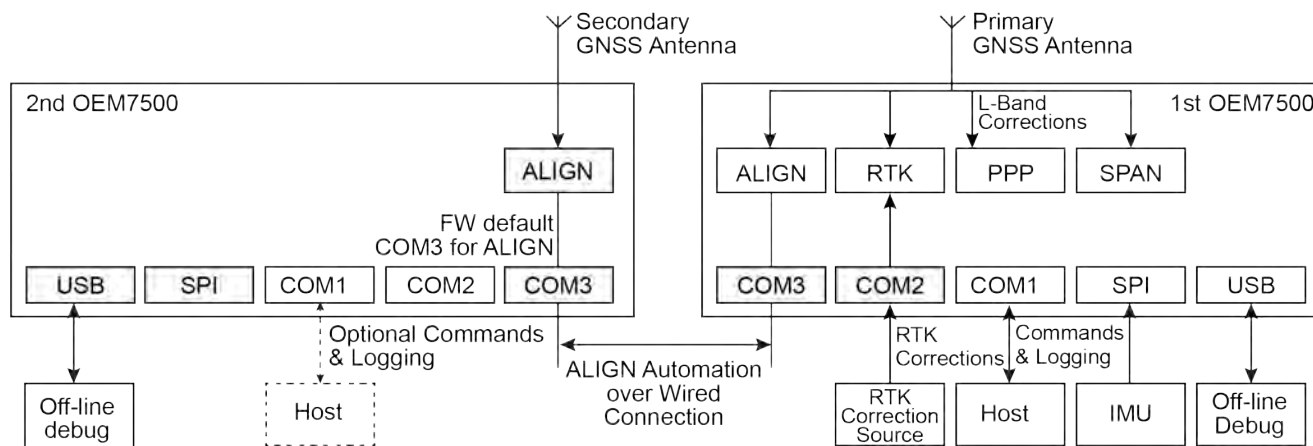 Secondary
GNSS Antenna
Primary
GNSS Antenna
2nd OEM7500
1st OEM7500
L-Band
Corrections
ALIGN
ALIGN
RTK
PPP
SPAN
FW default
COM3 for ALIGN
USB
SPI
COM1
COM2
COM3
COM3
COM2
COM1
SPI
USB
Optional Commands
& Logging
ALIGN Automation
over Wired
Connection
RTK
Corrections
Commands
& Logging
Off-line
debug
Host
RTK
Correction
Source
Host
IMU
Off-line
Debug